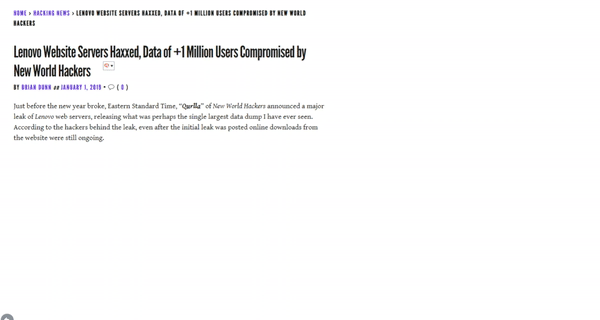 HOME > HACKING NEWS > LENOVO WEBSITE SERVERS HAXXED, DATA OF +1 MILLION USERS COMPROMISED BY NEW WORLD
HACKERS
Lenovo Website Servers Haxxed, Data of +1 Million Users Compromised by
New World Hackers
BY BRIAN DUNN on JANUARY 1, 2019 • ( 0 )
Just before the new year broke, Eastern Standard Time, “Qurlla” of New World Hackers announced a major
leak of Lenovo web servers, releasing what was perhaps the single largest data dump I have ever seen.
According to the hackers behind the leak, even after the initial leak was posted online downloads from
the website were still ongoing.